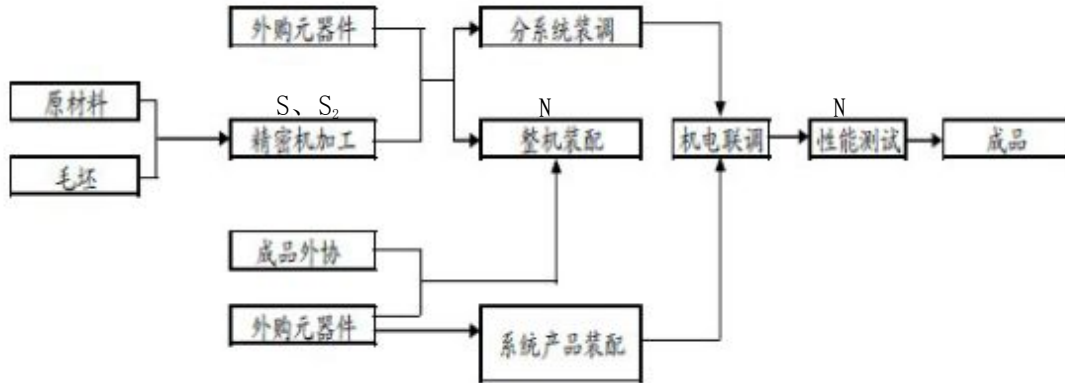 外购元器件
分系统装调
原材料
S、S₂
N
N
精密机加工
整机装配
机电联调
性能测试
成品
毛坯
成品外协
外购元器件
系统产品装配